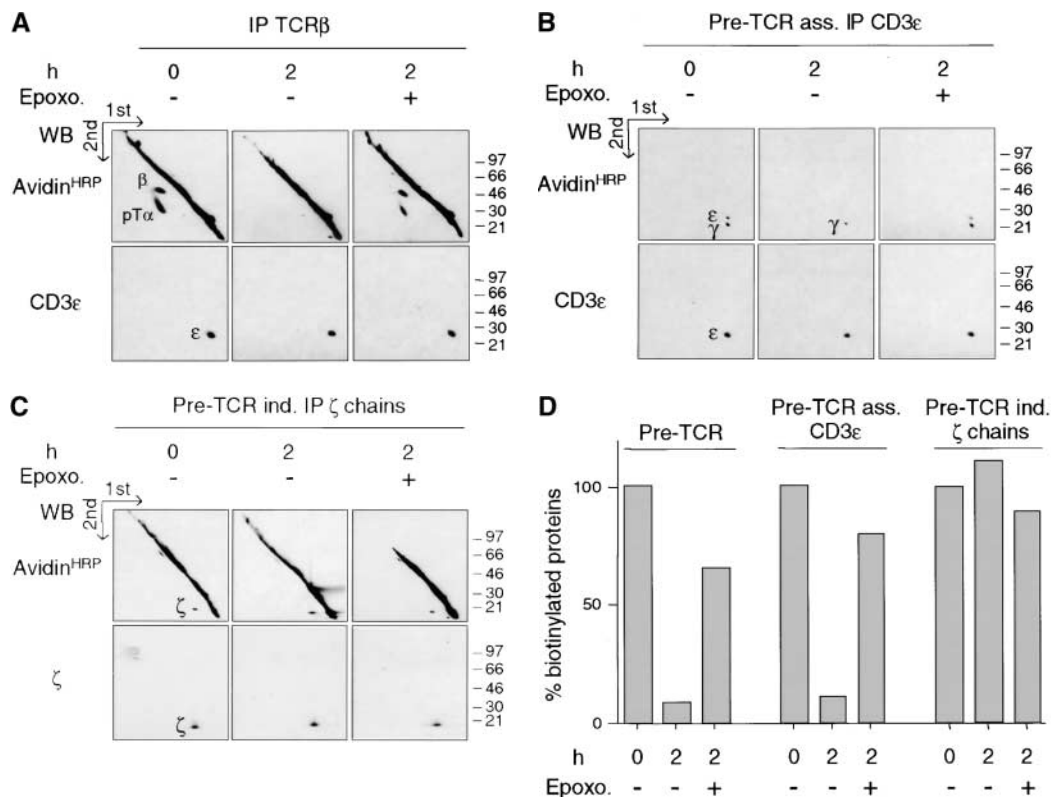 A
IP TCRβ
h 0 2 2
Epoxo. - - +
1st
2nd
WB
Avidin^HRP
β
pTα
- 97
- 66
- 46
- 30
- 21
CD3ε
ε
- 97
- 66
- 46
- 30
- 21
B
Pre-TCR ass. IP CD3ε
h 0 2 2
Epoxo. - - +
1st
2nd
WB
Avidin^HRP
ε
γ
γ
- 97
- 66
- 46
- 30
- 21
CD3ε
ε
- 97
- 66
- 46
- 30
- 21
C
Pre-TCR ind. IP ζ chains
h 0 2 2
Epoxo. - - +
1st
2nd
WB
Avidin^HRP
ζ
- 97
- 66
- 46
- 30
- 21
ζ
ζ
- 97
- 66
- 46
- 30
- 21
D
Pre-TCR
Pre-TCR ass.
CD3ε
Pre-TCR ind.
ζ chains
% biotinylated proteins
100
50
0
h 0 2 2 0 2 2 0 2 2
Epoxo. - - + - - + - - +